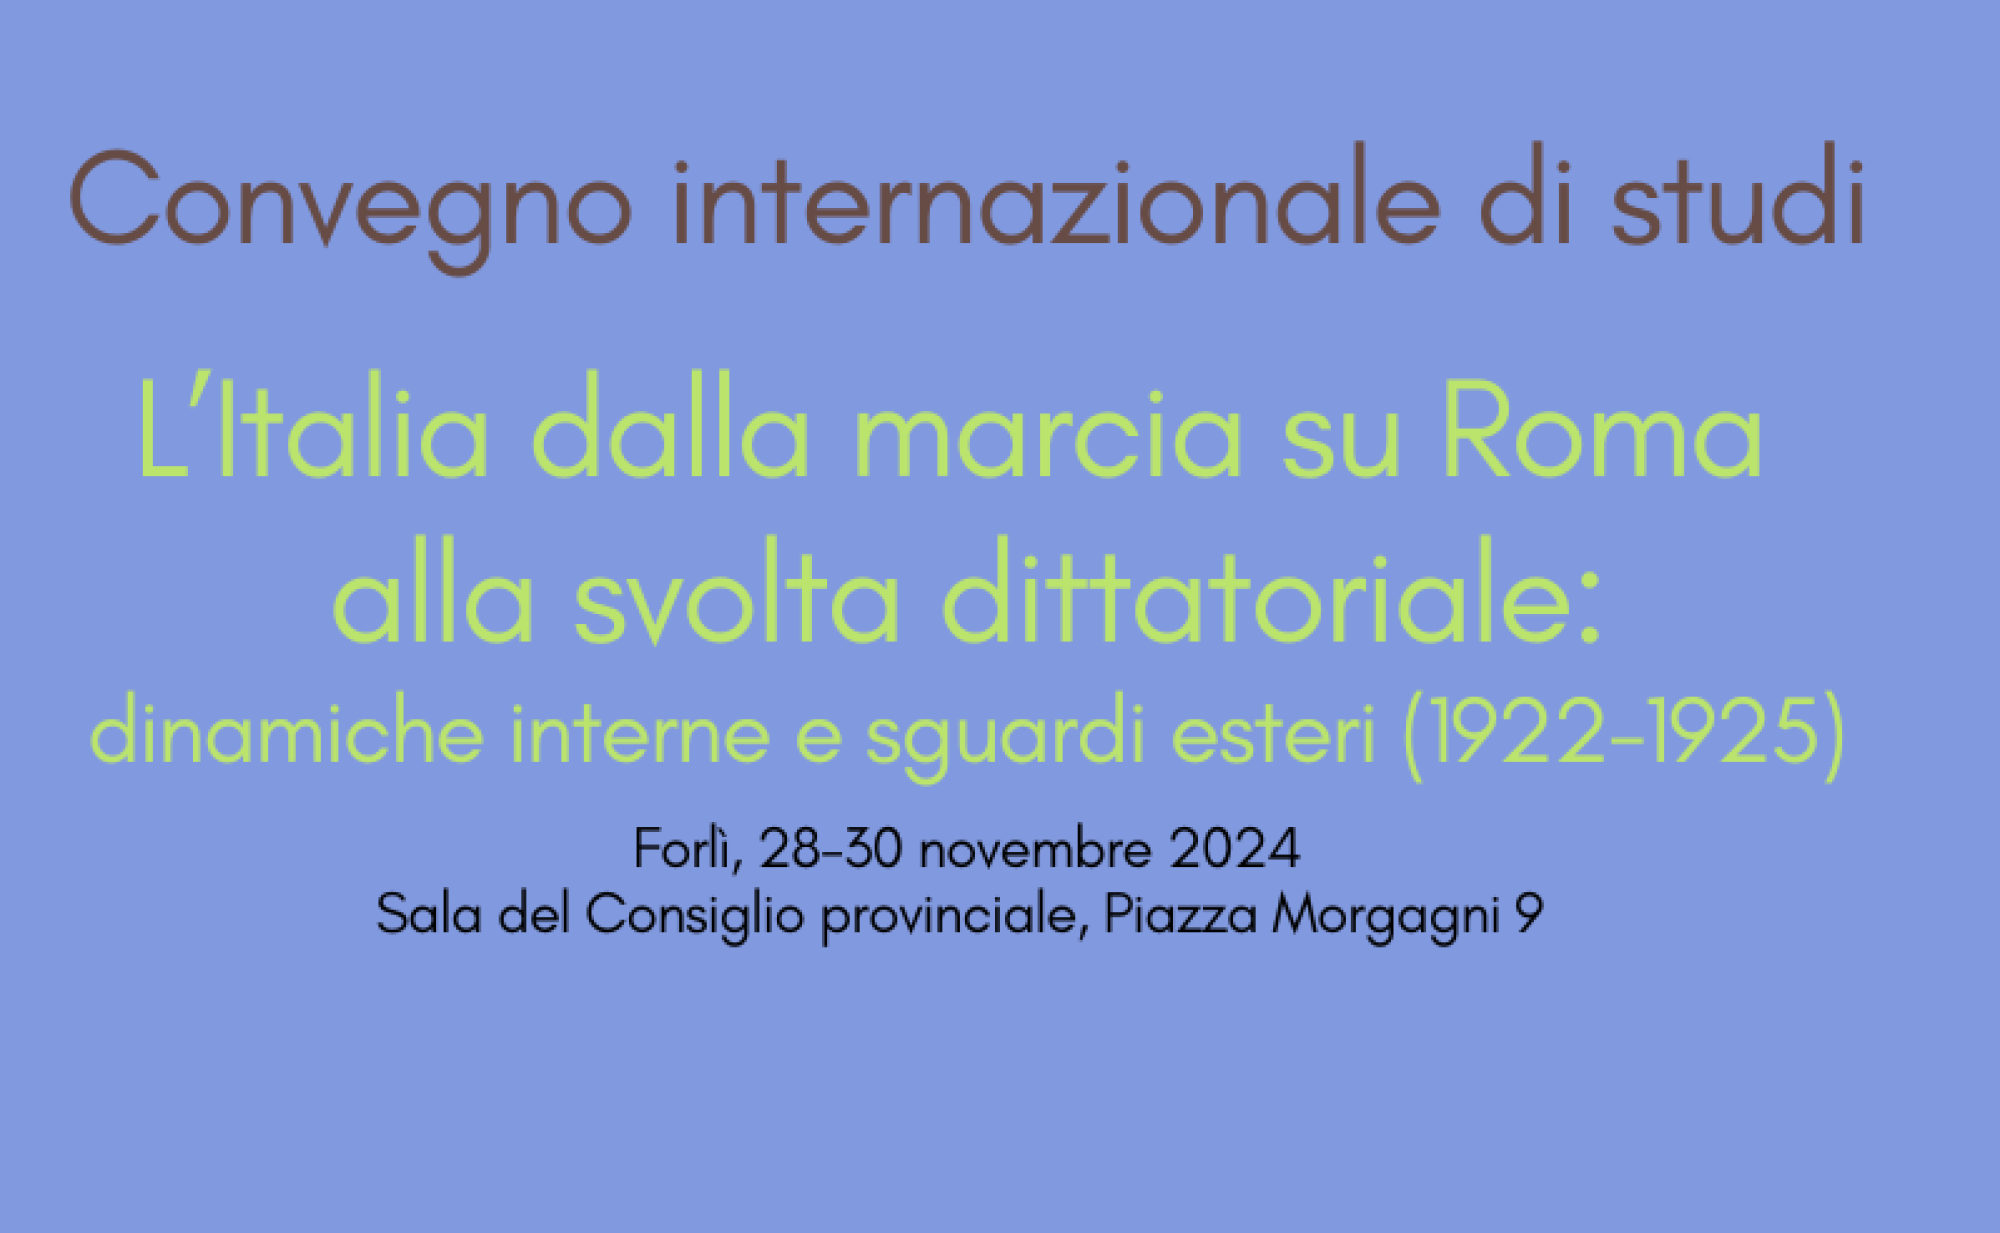 Convegno internazionale di studi
L'Italia dalla marcia su Roma
alla svolta dittatoriale:
dinamiche interne e sguardi esteri (1922-1925)
Forlì, 28-30 novembre 2024
Sala del Consiglio provinciale, Piazza Morgagni 9